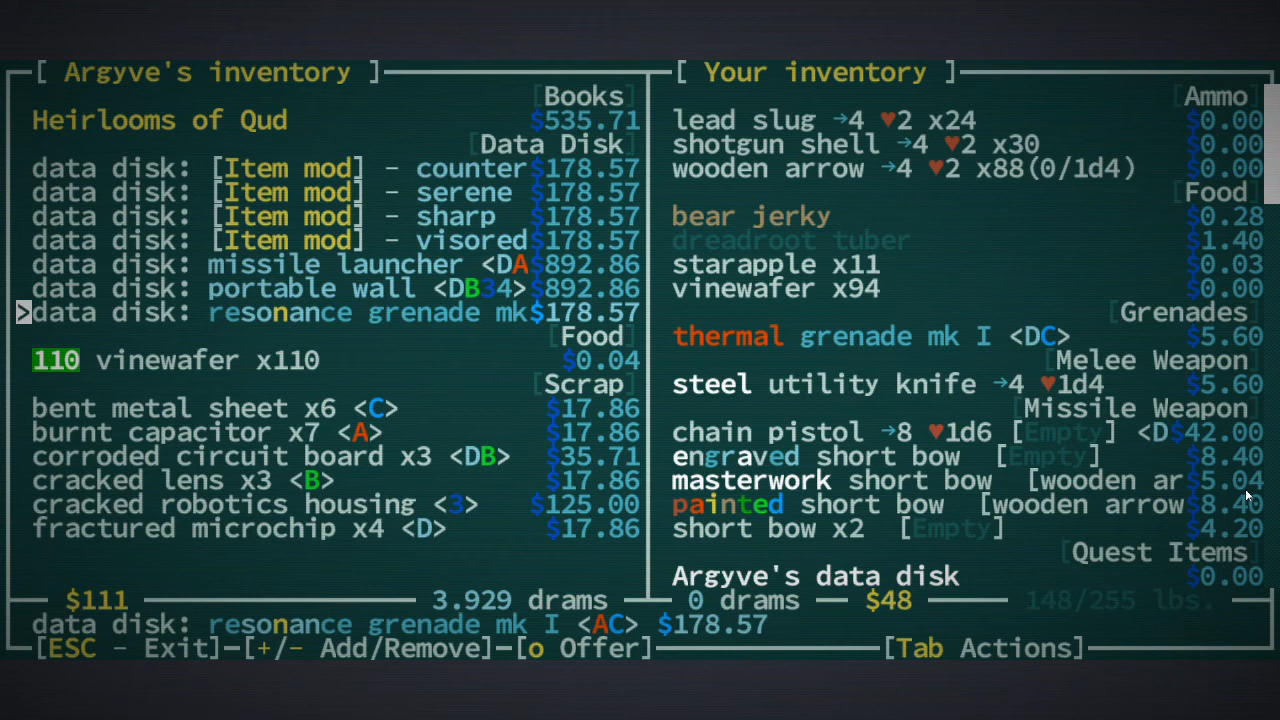 [ Argyve's inventory ]
[Books]
Heirlooms of Qud $535.71
[Data Disk]
data disk: [Item mod] - counter $178.57
data disk: [Item mod] - serene $178.57
data disk: [Item mod] - sharp $178.57
data disk: [Item mod] - visored $178.57
data disk: missile launcher <DA $892.86
data disk: portable wall <DB34> $892.86
>data disk: resonance grenade mk $178.57
[Food]
110 vinewafer x110 $0.04
[Scrap]
bent metal sheet x6 <C> $17.86
burnt capacitor x7 <A> $17.86
corroded circuit board x3 <DB> $35.71
cracked lens x3 <B> $17.86
cracked robotics housing <3> $125.00
fractured microchip x4 <D> $17.86
[ Your inventory ]
[Ammo]
lead slug →4 ♥2 x24 $0.00
shotgun shell →4 ♥2 x30 $0.00
wooden arrow →4 ♥2 x88(0/1d4) $0.00
[Food]
bear jerky $0.28
dreadroot tuber $1.40
starapple x11 $0.03
vinewafer x94 $0.00
[Grenades]
thermal grenade mk I <DC> $5.60
[Melee Weapon]
steel utility knife →4 ♥1d4 $5.60
[Missile Weapon]
chain pistol →8 ♥1d6 [Empty] <D $42.00
engraved short bow [Empty] $8.40
masterwork short bow [wooden ar $5.04
painted short bow [wooden arrow $8.40
short bow x2 [Empty] $4.20
[Quest Items]
Argyve's data disk $0.00
$111 3.929 drams 0 drams $48 148/255 lbs.
data disk: resonance grenade mk I <AC> $178.57
[ESC - Exit] [+/- Add/Remove] [o Offer] [Tab Actions]